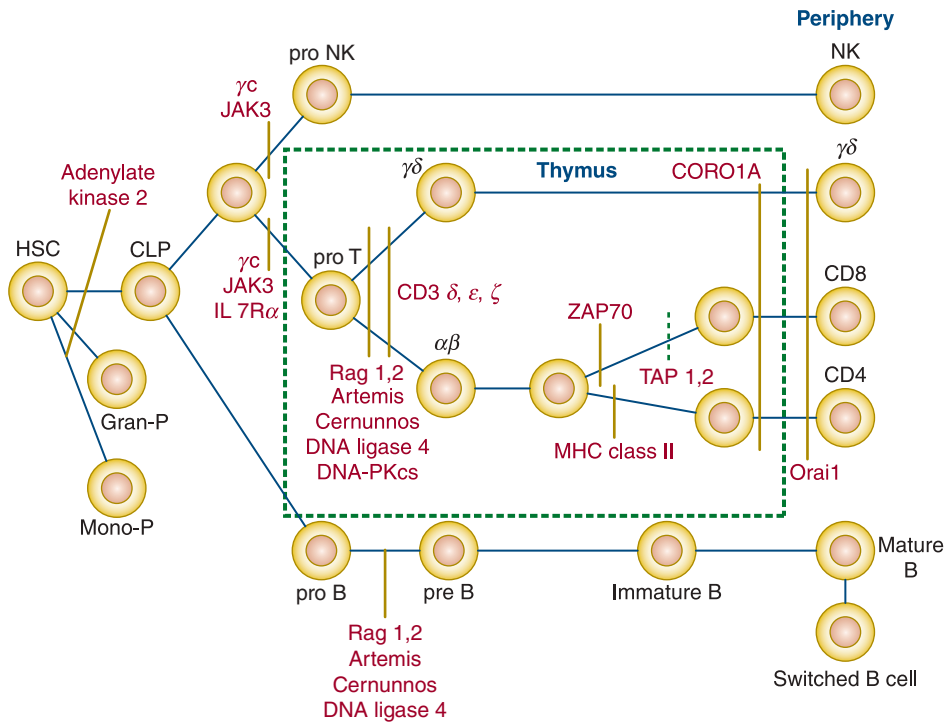 Periphery
pro NK
NK
γc
JAK3
Adenylate
kinase 2
γδ
Thymus
CORO1A
γδ
HSC
CLP
γc
JAK3
IL 7Rα
pro T
CD3 δ, ε, ζ
ZAP70
CD8
αβ
Rag 1,2
Artemis
Cernunnos
DNA ligase 4
DNA-PKcs
TAP 1,2
CD4
Gran-P
MHC class II
Orai1
Mono-P
pro B
pre B
Immature B
Mature
B
Rag 1,2
Artemis
Cernunnos
DNA ligase 4
Switched B cell